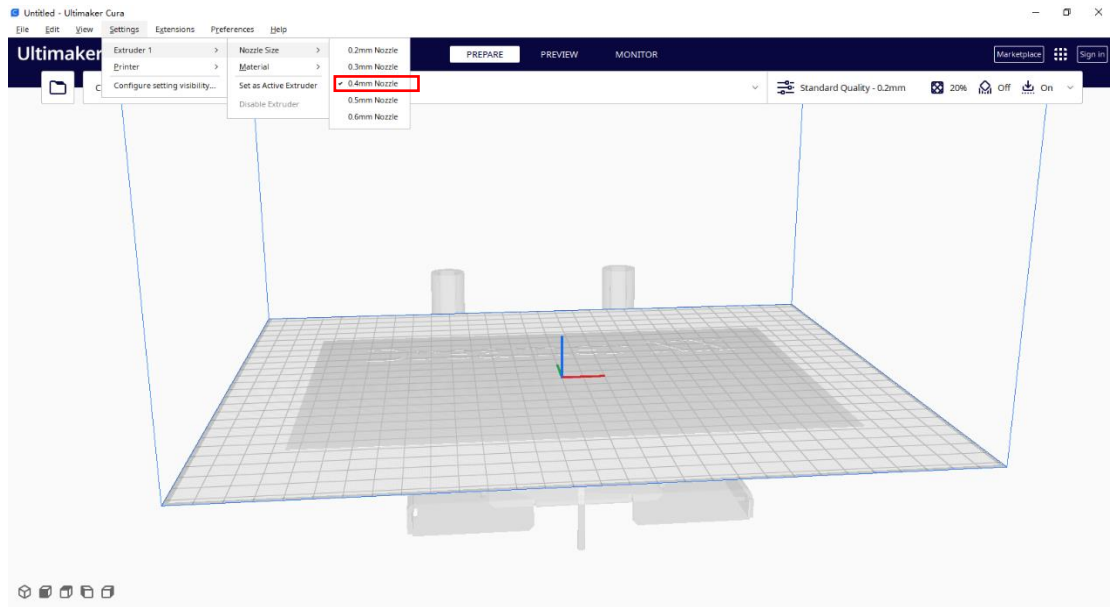 Untitled - Ultimaker Cura
File Edit View Settings Extensions Preferences Help
Ultimaker PREPARE PREVIEW MONITOR Marketplace Sign in
Extruder 1
Printer
Configure setting visibility...
Nozzle Size
Material
Set as Active Extruder
Disable Extruder
0.2mm Nozzle
0.3mm Nozzle
0.4mm Nozzle
0.5mm Nozzle
0.6mm Nozzle
Standard Quality - 0.2mm 20% Off On